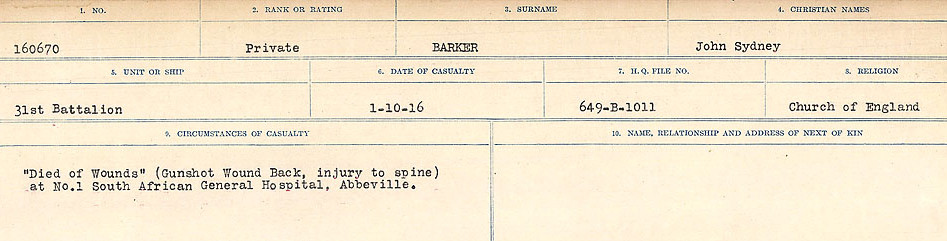 1. NO. 2. RANK OR RATING 3. SURNAME 4. CHRISTIAN NAMES
160670 Private BARKER John Sydney
5. UNIT OR SHIP 6. DATE OF CASUALTY 7. H.Q. FILE NO. 8. RELIGION
31st Battalion 1-10-16 649-B-1011 Church of England
9. CIRCUMSTANCES OF CASUALTY 10. NAME, RELATIONSHIP AND ADDRESS OF NEXT OF KIN
"Died of Wounds" (Gunshot Wound Back, injury to spine)
at No.1 South African General Hospital, Abbeville.